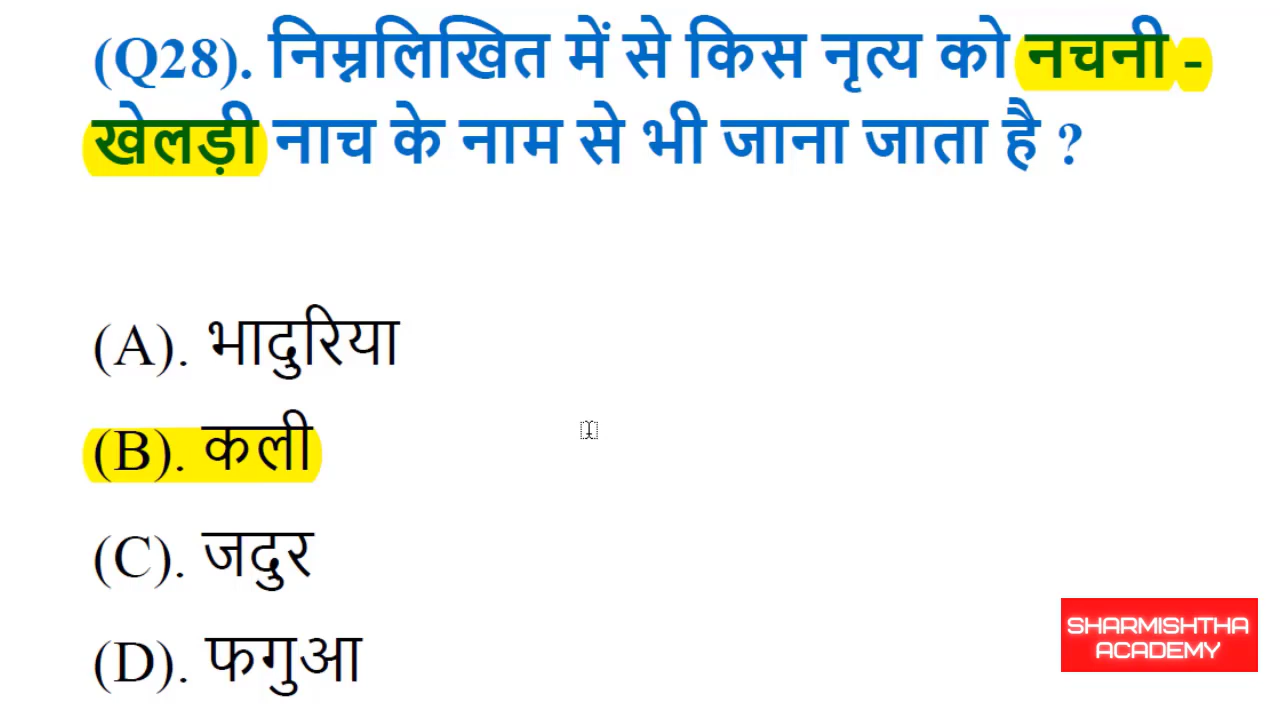 (Q28). निम्नलिखित में से किस नृत्य को नचनी -
खेलड़ी नाच के नाम से भी जाना जाता है ?
(A). भादुरिया
(B). कली
(C). जदुर
(D). फगुआ
SHARMISHTHA
ACADEMY